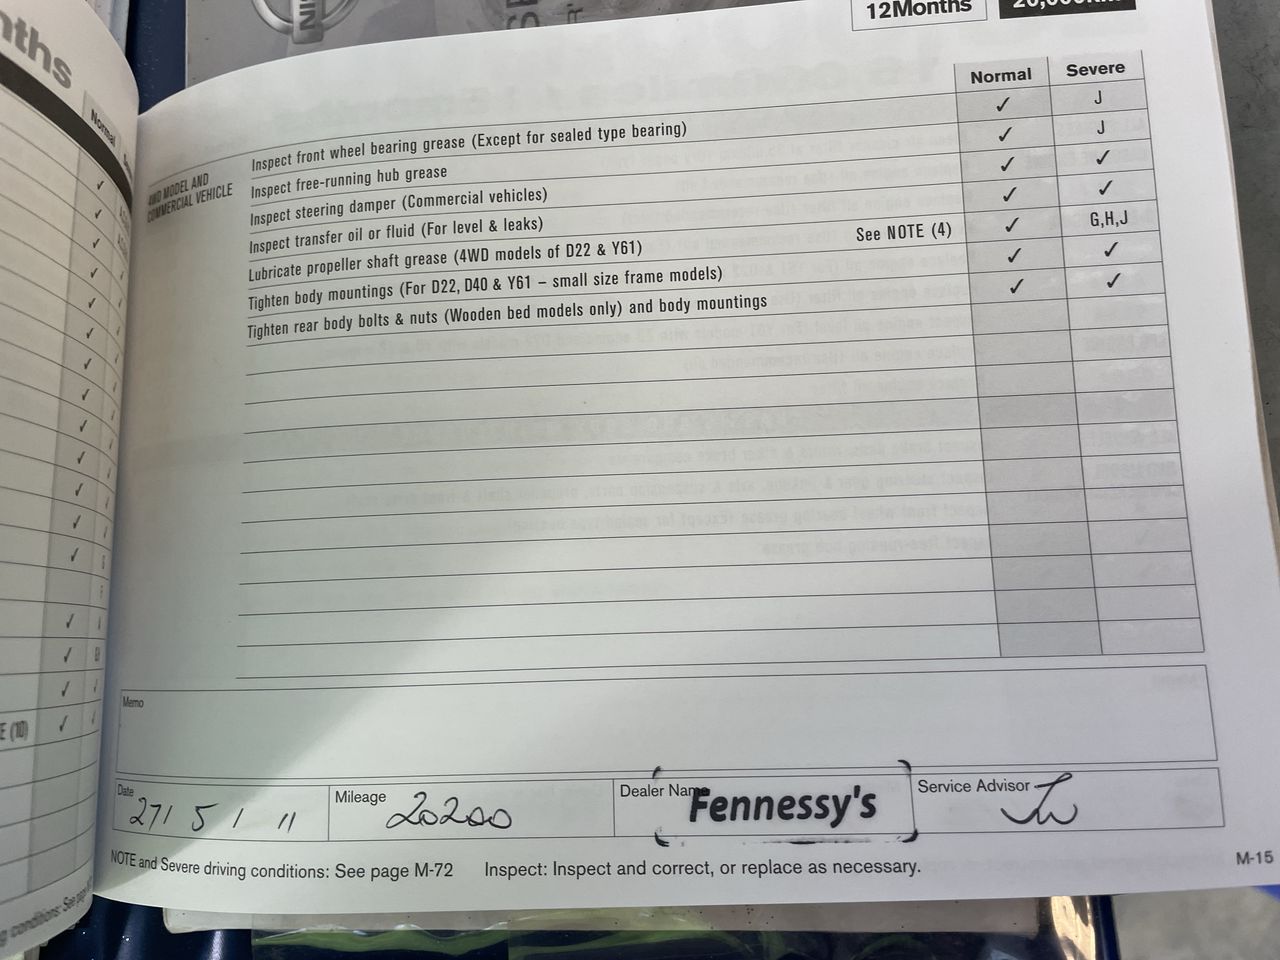 12Months
20,000km
Normal Severe
4WD MODEL AND COMMERCIAL VEHICLE
Inspect front wheel bearing grease (Except for sealed type bearing) ✓ J
Inspect free-running hub grease ✓ J
Inspect steering damper (Commercial vehicles) ✓ ✓
Inspect transfer oil or fluid (For level & leaks) ✓ ✓
Lubricate propeller shaft grease (4WD models of D22 & Y61) See NOTE (4) ✓ G,H,J
Tighten body mountings (For D22, D40 & Y61 – small size frame models) ✓ ✓
Tighten rear body bolts & nuts (Wooden bed models only) and body mountings ✓ ✓
Memo
Date 27/ 5 / 11
Mileage 20200
Dealer Name Fennessy's
Service Advisor
NOTE and Severe driving conditions: See page M-72 Inspect: Inspect and correct, or replace as necessary.
M-15
Normal